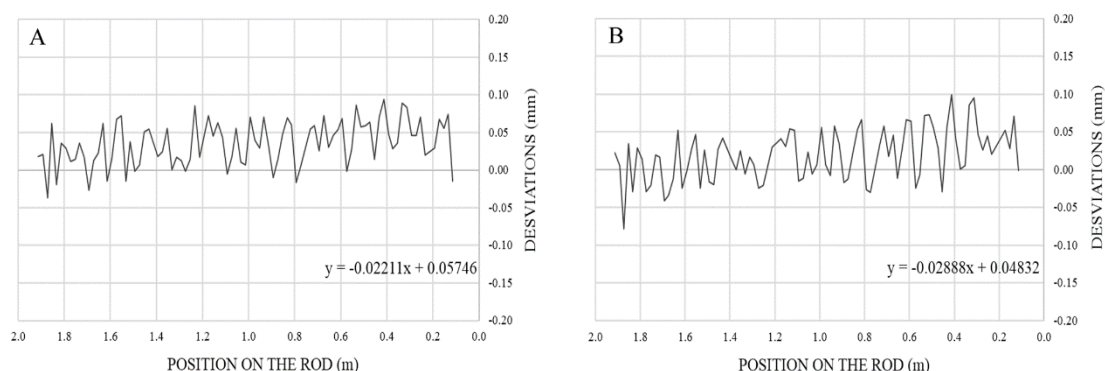 A
0.20
0.15
0.10
0.05
0.00
-0.05
-0.10
-0.15
-0.20
DESVIATIONS (mm)
y = -0.02211x + 0.05746
2.0 1.8 1.6 1.4 1.2 1.0 0.8 0.6 0.4 0.2 0.0
POSITION ON THE ROD (m)
B
0.20
0.15
0.10
0.05
0.00
-0.05
-0.10
-0.15
-0.20
DESVIATIONS (mm)
y = -0.02888x + 0.04832
2.0 1.8 1.6 1.4 1.2 1.0 0.8 0.6 0.4 0.2 0.0
POSITION ON THE ROD (m)